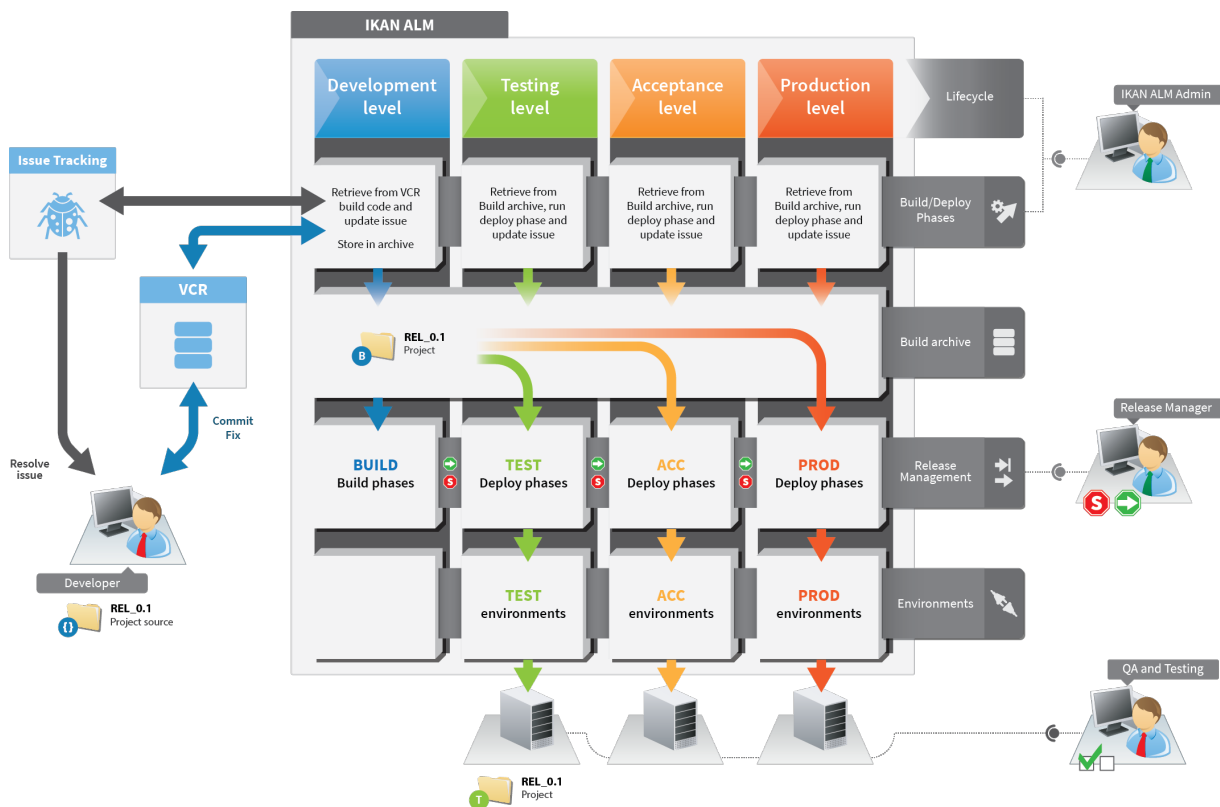 IKAN ALM
Development
level
Testing
level
Acceptance
level
Production
level
Lifecycle
IKAN ALM Admin
Issue Tracking
Retrieve from VCR
build code and
update issue
Store in archive
Retrieve from
Build archive, run
deploy phase and
update issue
Retrieve from
Build archive, run
deploy phase and
update issue
Retrieve from
Build archive, run
deploy phase and
update issue
Build/Deploy
Phases
VCR
B
REL_0.1
Project
Build archive
Commit
Fix
Resolve
issue
Release Manager
BUILD
Build phases
S
TEST
Deploy phases
S
ACC
Deploy phases
S
PROD
Deploy phases
Release
Management
S
Developer
{}
REL_0.1
Project source
TEST
environments
ACC
environments
PROD
environments
Environments
QA and Testing
T
REL_0.1
Project